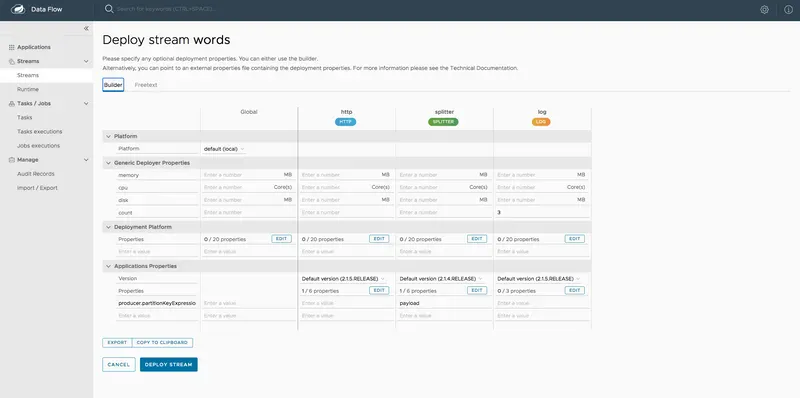 Data Flow
Search for keywords (CTRL+SPACE)...
«
Applications
Streams
Streams
Runtime
Tasks / Jobs
Tasks
Tasks executions
Jobs executions
Manage
Audit Records
Import / Export
Deploy stream words
Please specify any optional deployment properties. You can either use the builder.
Alternatively, you can point to an external properties file containing the deployment properties. For more information please see the Technical Documentation.
Builder Freetext
Global http splitter log
HTTP SPLITTER LOG
Platform
Platform default (local)
Generic Deployer Properties
memory Enter a number MB Enter a number MB Enter a number MB Enter a number MB
cpu Enter a number Core(s) Enter a number Core(s) Enter a number Core(s) Enter a number Core(s)
disk Enter a number MB Enter a number MB Enter a number MB Enter a number MB
count Enter a number Enter a number Enter a number 3
Deployment Platform
Properties 0 / 20 properties EDIT 0 / 20 properties EDIT 0 / 20 properties EDIT 0 / 20 properties EDIT
Enter a value Enter a value Enter a value Enter a value Enter a value
Applications Properties
Version Default version (2.1.5.RELEASE) Default version (2.1.4.RELEASE) Default version (2.1.5.RELEASE)
Properties 1 / 6 properties EDIT 1 / 6 properties EDIT 0 / 3 properties EDIT
producer.partitionKeyExpressio Enter a value Enter a value payload Enter a value
Enter a value Enter a value Enter a value Enter a value Enter a value
EXPORT COPY TO CLIPBOARD
CANCEL DEPLOY STREAM